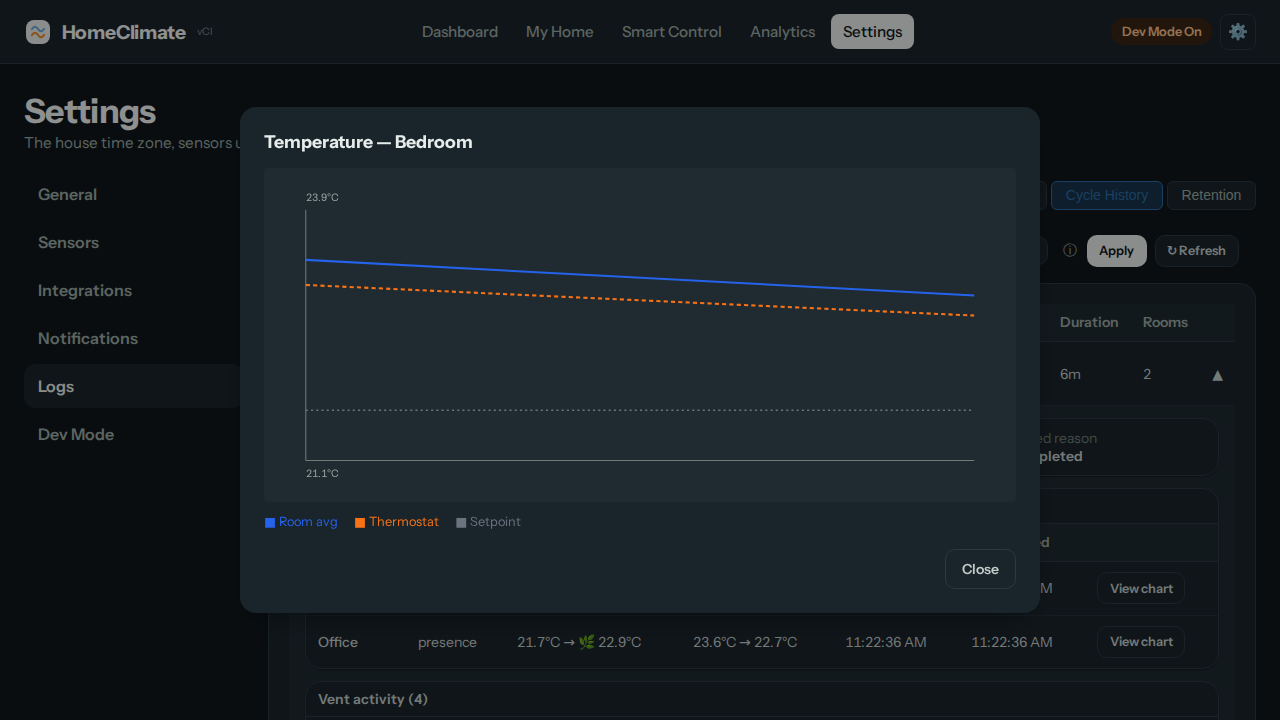 HomeClimate vCI
Dashboard
My Home
Smart Control
Analytics
Settings
Dev Mode On
Settings
The house time zone, sensors
General
Sensors
Integrations
Notifications
Logs
Dev Mode
Cycle History
Retention
ⓘ
Apply
↻ Refresh
Duration Rooms
6m 2 ▲
reason
Temperature — Bedroom
23.9°C
21.1°C
Room avg Thermostat Setpoint
Close
View chart
Office presence 21.7°C → 🌿 22.9°C 23.6°C → 22.7°C 11:22:36 AM 11:22:36 AM View chart
Vent activity (4)